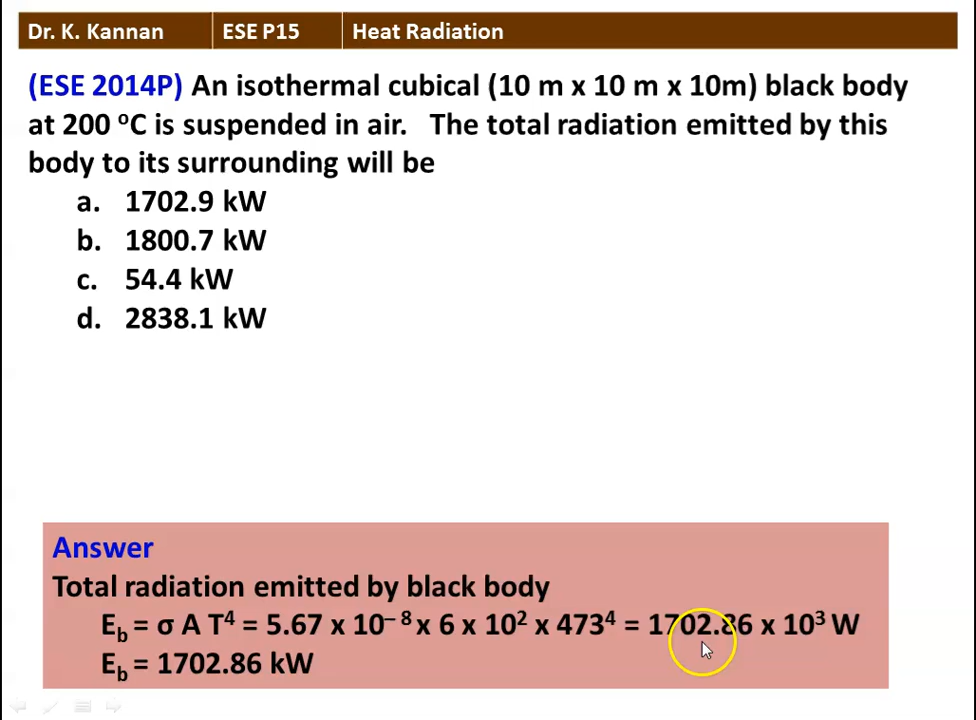 Dr. K. Kannan ESE P15 Heat Radiation
(ESE 2014P) An isothermal cubical (10 m x 10 m x 10m) black body
at 200 ⁰C is suspended in air. The total radiation emitted by this
body to its surrounding will be
a. 1702.9 kW
b. 1800.7 kW
c. 54.4 kW
d. 2838.1 kW
Answer
Total radiation emitted by black body
E_b = σ A T⁴ = 5.67 x 10⁻⁸ x 6 x 10² x 473⁴ = 1702.86 x 10³ W
E_b = 1702.86 kW